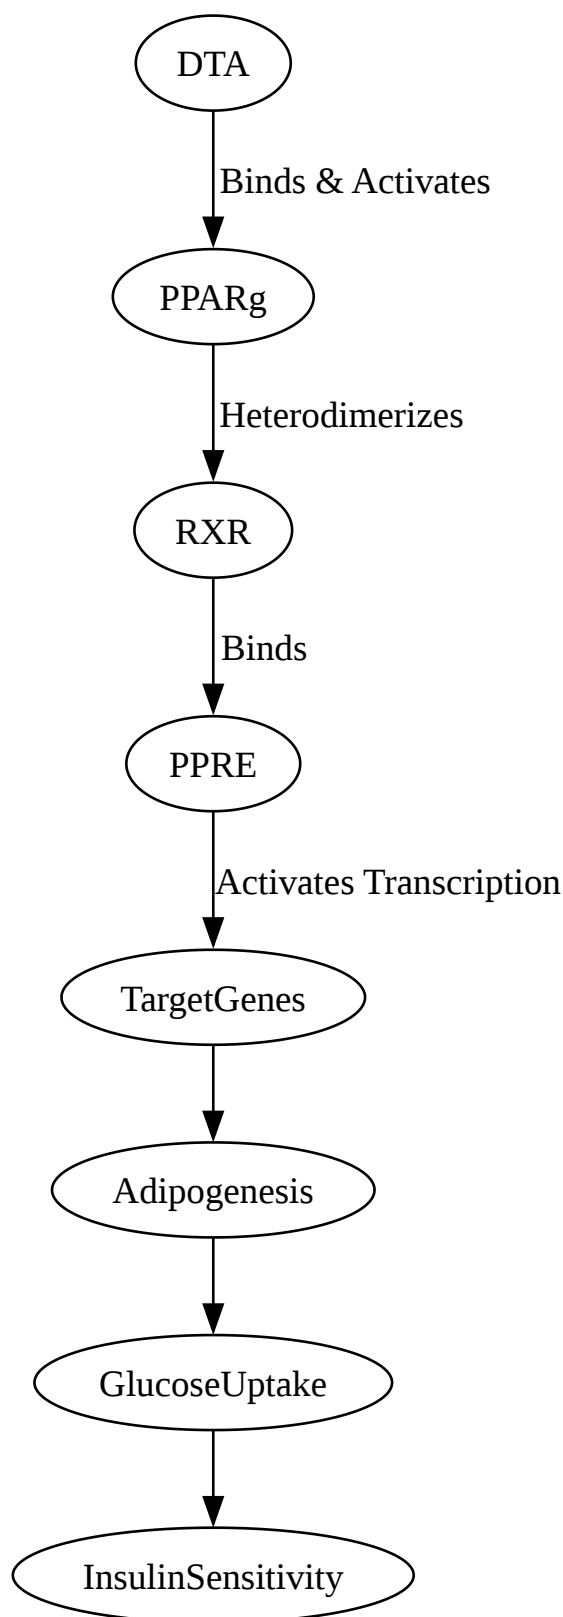 DTA
Binds & Activates
PPARg
Heterodimerizes
RXR
Binds
PPRE
Activates Transcription
TargetGenes
Adipogenesis
GlucoseUptake
InsulinSensitivity